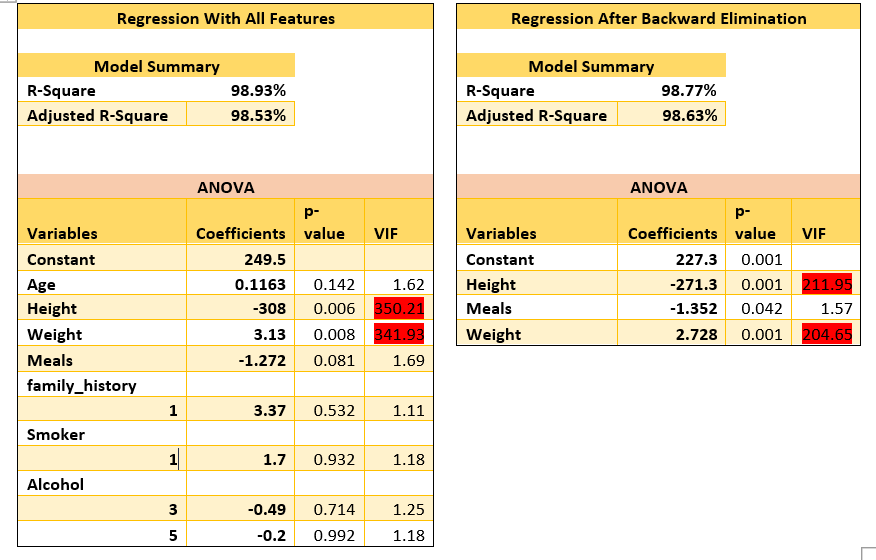 Regression With All Features
Model Summary
R-Square 98.93%
Adjusted R-Square 98.53%
ANOVA
Variables Coefficients p-value VIF
Constant 249.5
Age 0.1163 0.142 1.62
Height -308 0.006 350.21
Weight 3.13 0.008 341.93
Meals -1.272 0.081 1.69
family_history
1 3.37 0.532 1.11
Smoker
1 1.7 0.932 1.18
Alcohol
3 -0.49 0.714 1.25
5 -0.2 0.992 1.18
Regression After Backward Elimination
Model Summary
R-Square 98.77%
Adjusted R-Square 98.63%
ANOVA
Variables Coefficients p-value VIF
Constant 227.3 0.001
Height -271.3 0.001 211.95
Meals -1.352 0.042 1.57
Weight 2.728 0.001 204.65